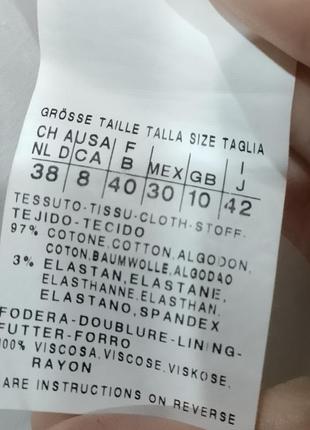 GRÖSSE TAILLE TALLA SIZE TAGLIA
CH A USA F I
NL D CA B MEX GB J
38 8 40 30 10 42
TESSUTO-TISSU-CLOTH-STOFF-
TEJIDO-TECIDO
97% COTONE,COTTON,ALGODON,
COTON,BAUMWOLLE,ALGODAO
3% ELASTAN,ELASTANE,
ELASTHANNE,ELASTHAN,
ELASTANO,SPANDEX
FODERA-DOUBLURE-LINING-
FUTTER-FORRO
100% VISCOSA,VISCOSE,VISKOSE,
RAYON
ARE INSTRUCTIONS ON REVERSE